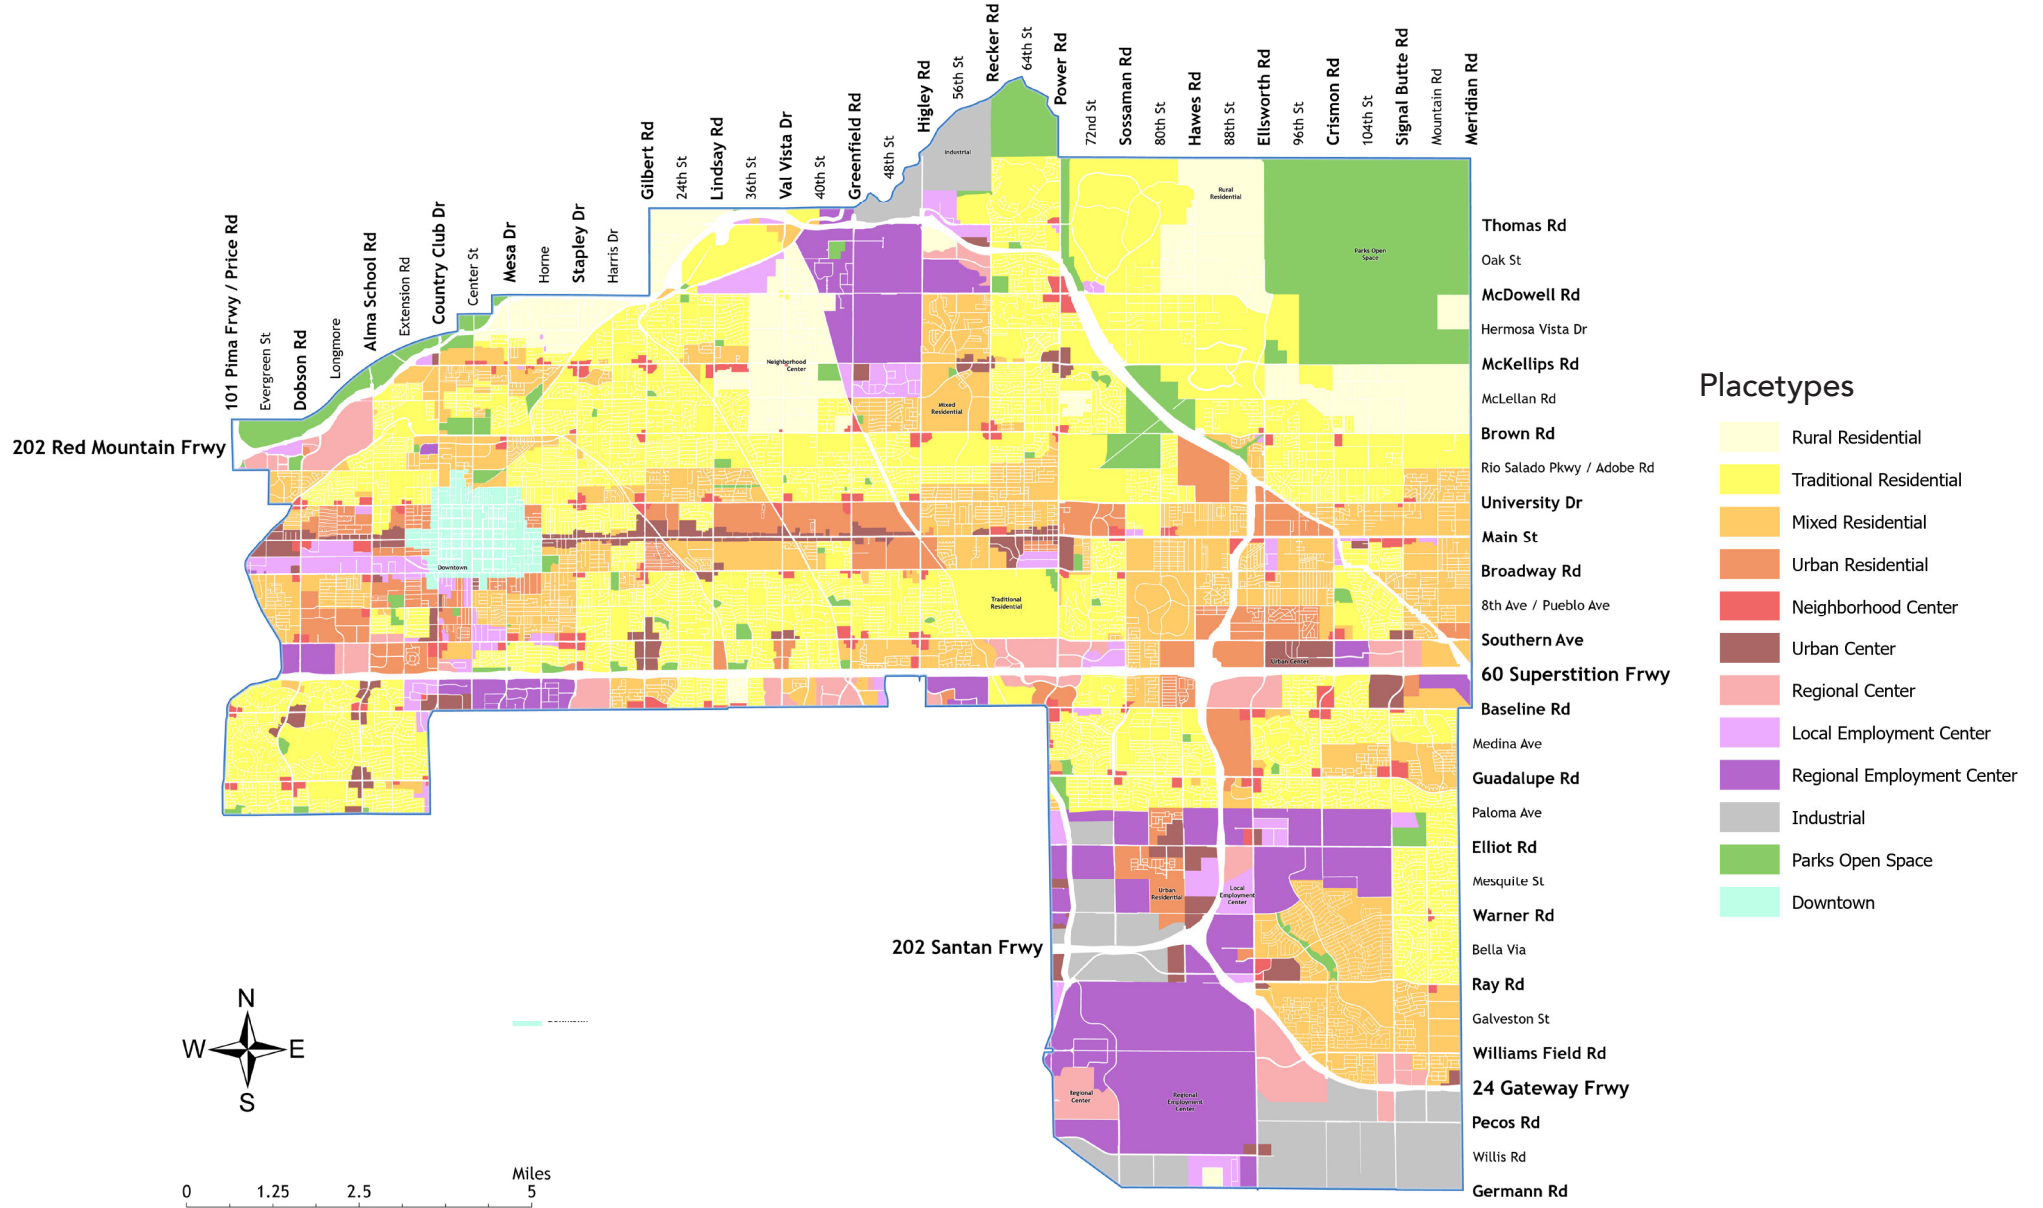 101 Pima Frwy / Price Rd
Evergreen St
Dobson Rd
Longmore
Alma School Rd
Extension Rd
Country Club Dr
Center St
Mesa Dr
Horne
Stapley Dr
Harris Dr
Gilbert Rd
24th St
Lindsay Rd
36th St
Val Vista Dr
40th St
Greenfield Rd
48th St
Higley Rd
56th St
Recker Rd
64th St
Power Rd
72nd St
Sossaman Rd
80th St
Hawes Rd
88th St
Ellsworth Rd
96th St
Crismon Rd
104th St
Signal Butte Rd
Mountain Rd
Meridian Rd
Thomas Rd
Oak St
McDowell Rd
Hermosa Vista Dr
McKellips Rd
McLellan Rd
Brown Rd
Rio Salado Pkwy / Adobe Rd
University Dr
Main St
Broadway Rd
8th Ave / Pueblo Ave
Southern Ave
60 Superstition Frwy
Baseline Rd
Medina Ave
Guadalupe Rd
Paloma Ave
Elliot Rd
Mesquite St
Warner Rd
Bella Via
Ray Rd
Galveston St
Williams Field Rd
24 Gateway Frwy
Pecos Rd
Willis Rd
Germann Rd
202 Red Mountain Frwy
202 Santan Frwy
Industrial
Rural
Residential
Parks Open
Space
Neighborhood
Center
Mixed
Residential
Downtown
Traditional
Residential
Urban Center
Urban
Residential
Local
Employment
Center
Regional
Center
Regional
Employment
Center
Placetypes
Rural Residential
Traditional Residential
Mixed Residential
Urban Residential
Neighborhood Center
Urban Center
Regional Center
Local Employment Center
Regional Employment Center
Industrial
Parks Open Space
Downtown
N
W
E
S
Miles
0
1.25
2.5
5